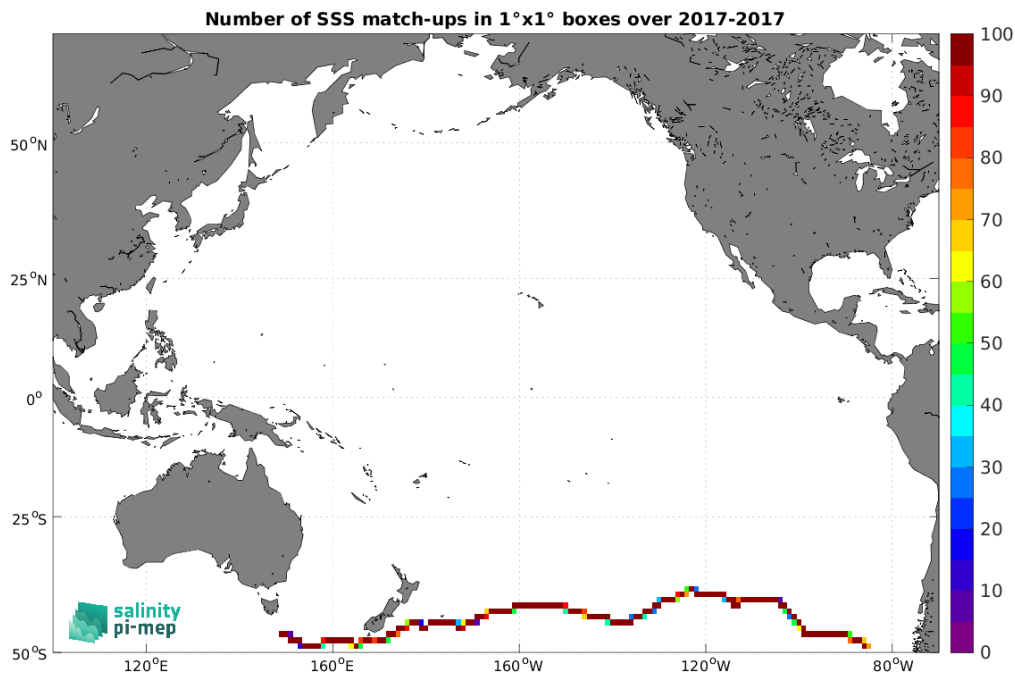 Number of SSS match-ups in 1°x1° boxes over 2017-2017
100
90
80
70
60
50
40
30
20
10
0
50°N
25°N
0°
25°S
50°S
120°E
160°E
160°W
120°W
80°W
salinity
pi-mep